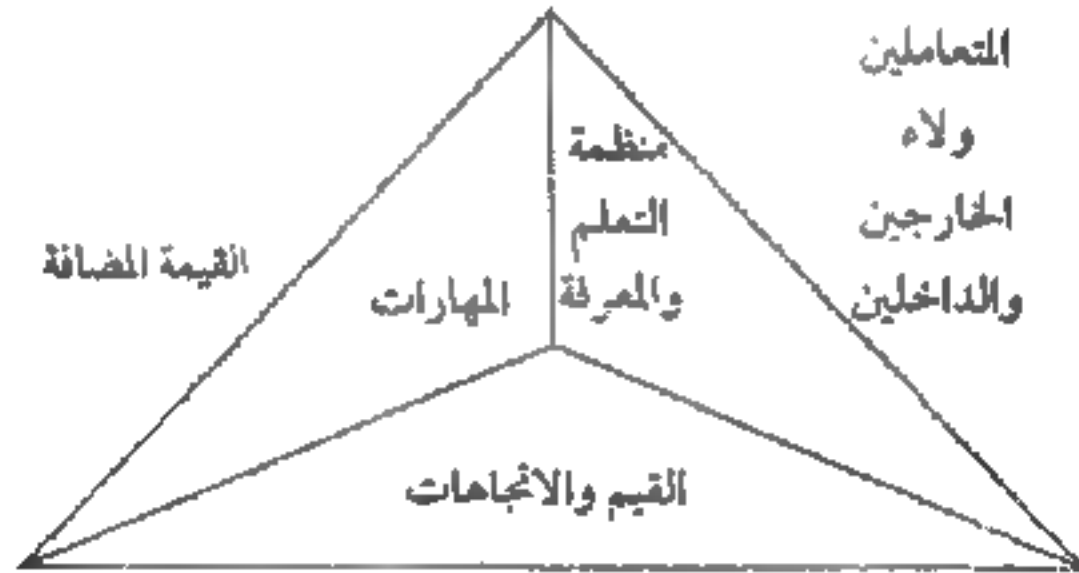 المتعاملين
ولاء
الخارجين
والداخلين
منظمة
التعلم
والمعرفة
المهارات
القيمة المضافة
القيم والاتجاهات